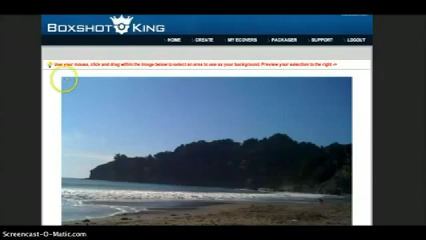 BOXSHOT KING
HOME CREATE MY ECOVERS PACKAGER SUPPORT LOGOUT
Use your mouse, click and drag within the image below to select an area to use as your background. Preview your selection to the right ->
Screencast-O-Matic.com